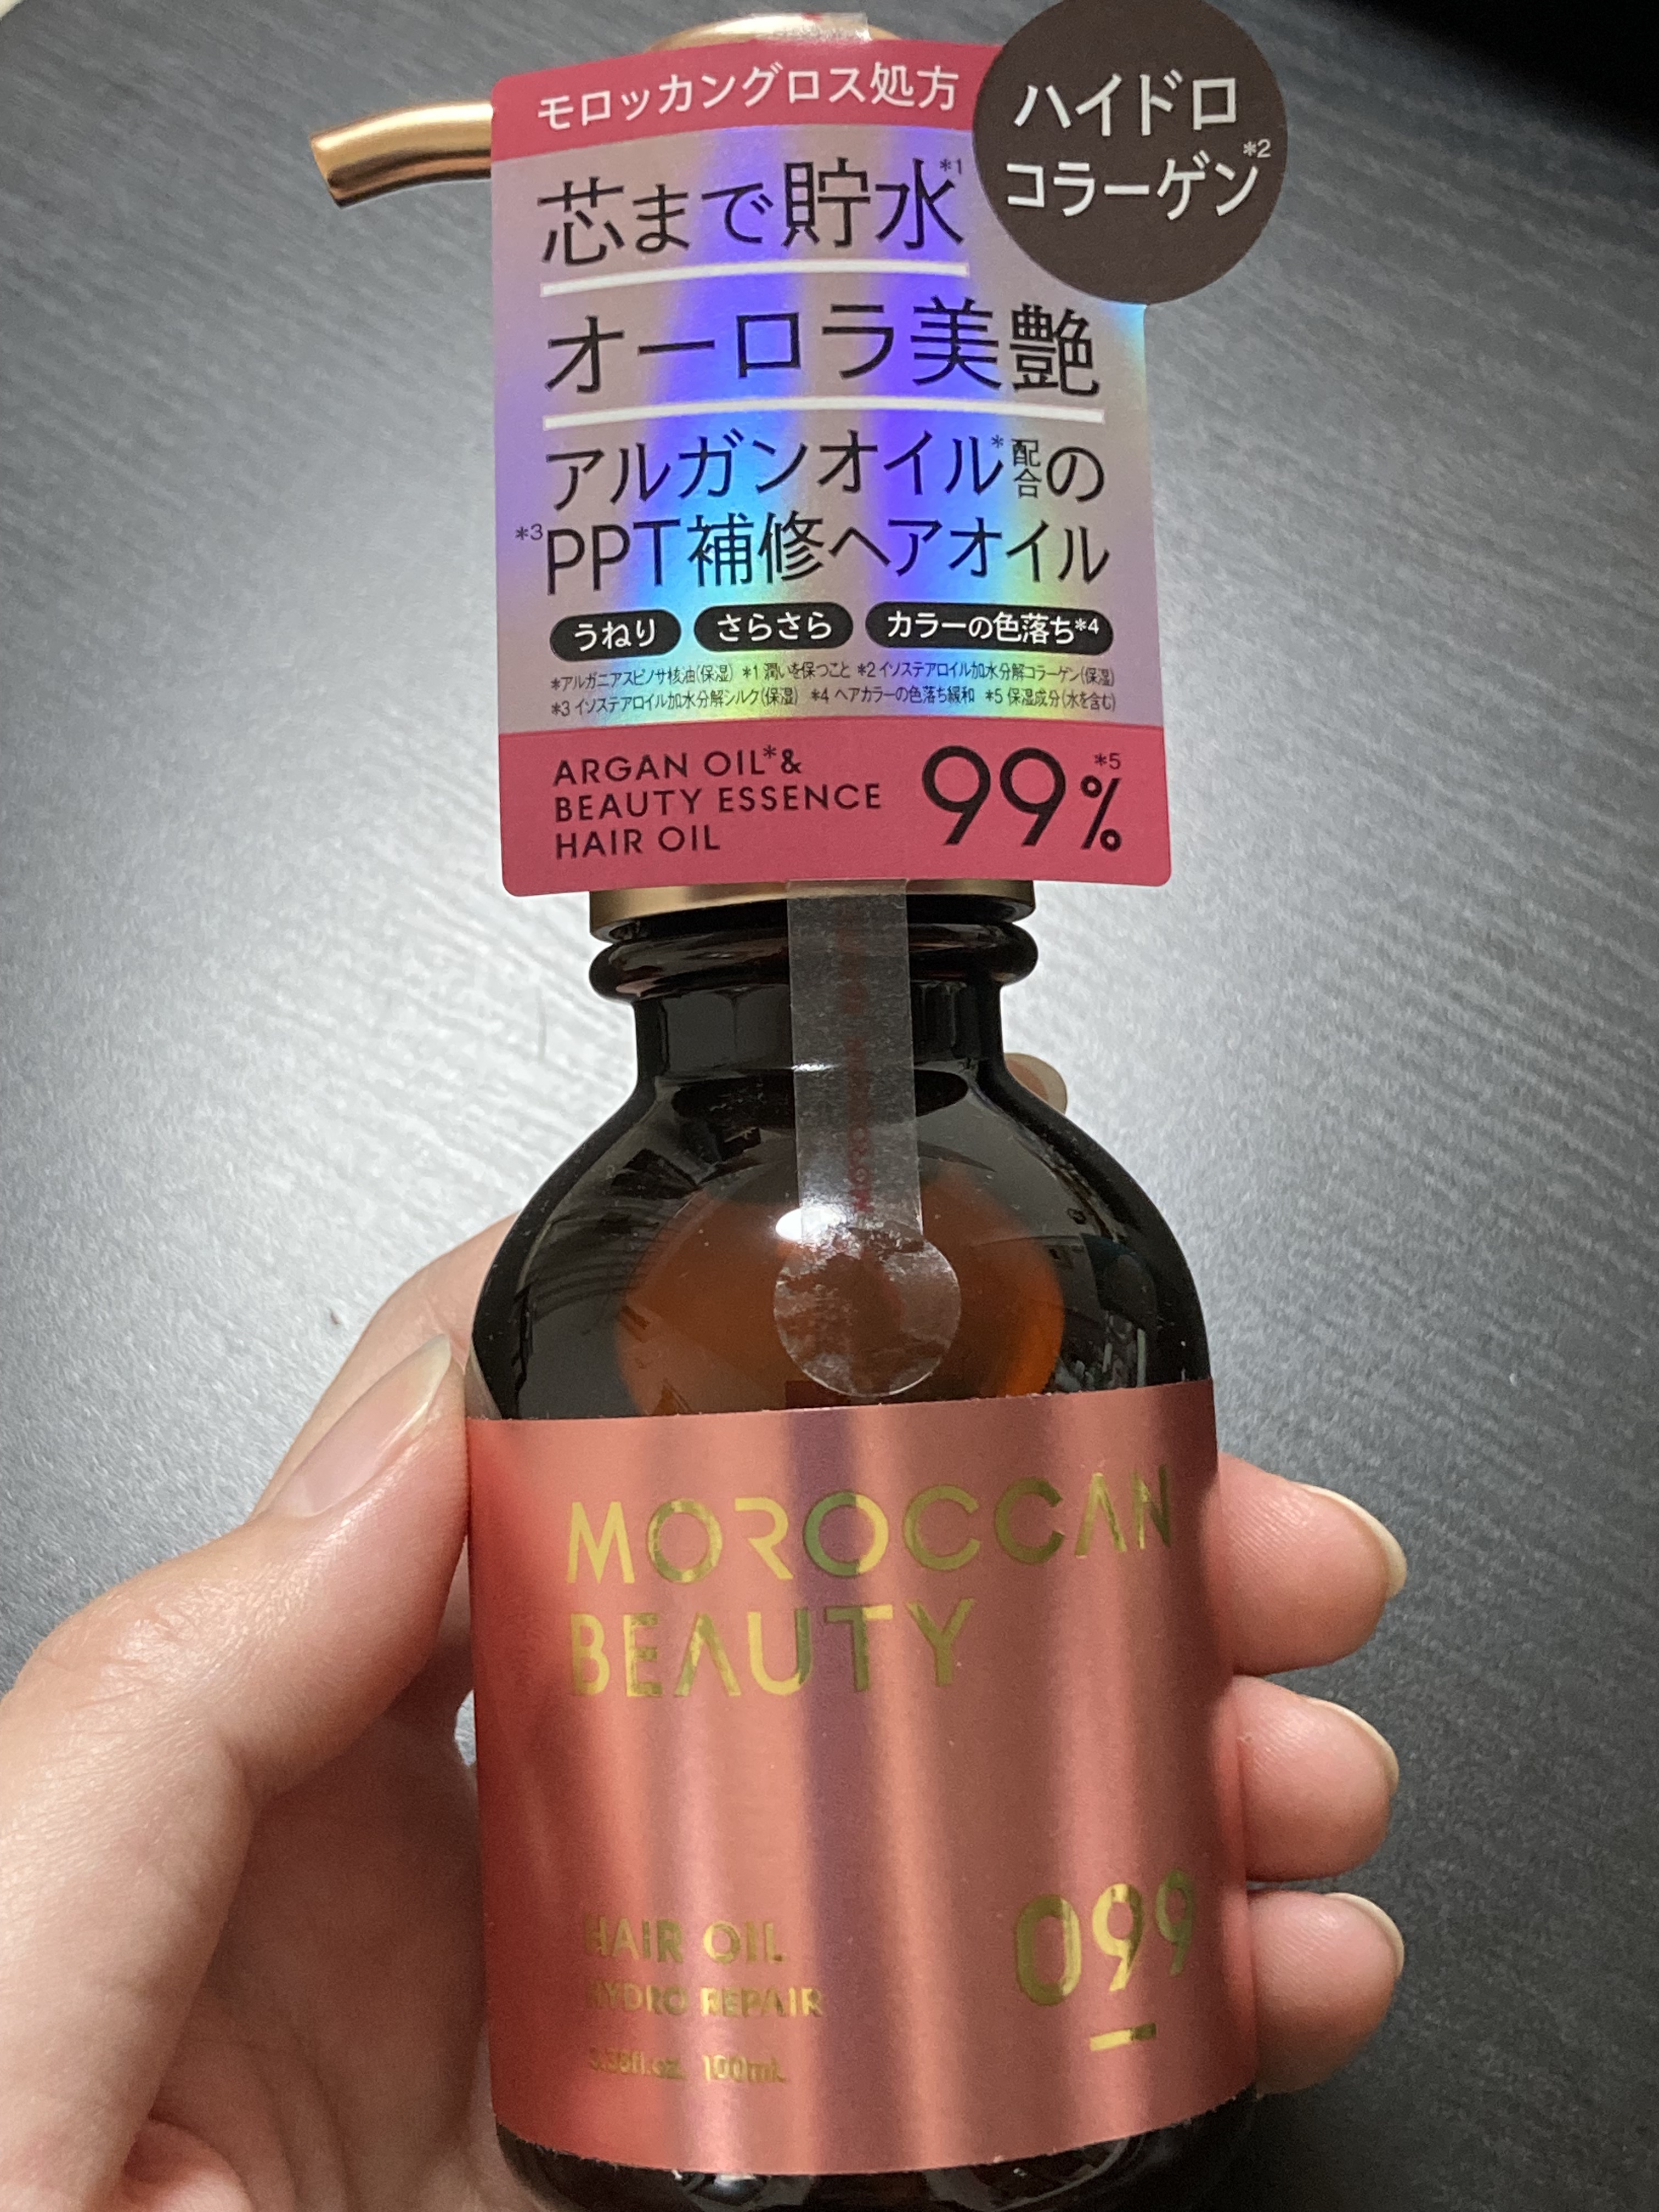 モロッカングロス処方
ハイドロ
コラーゲン*2
芯まで貯水*1
オーロラ美艶
アルガンオイル*配合の
*3PPT補修ヘアオイル
うねり さらさら カラーの色落ち*4
*アルガニアスピノサ核油(保湿) *1 潤いを保つこと *2 イソステアロイル加水分解コラーゲン(保湿)
*3 イソステアロイル加水分解シルク(保湿) *4 ヘアカラーの色落ち緩和 *5 保湿成分(水を含む)
ARGAN OIL*&
BEAUTY ESSENCE
HAIR OIL
99%*5
MOROCCAN
BEAUTY
HAIR OIL
HYDRO REPAIR
099
100mL